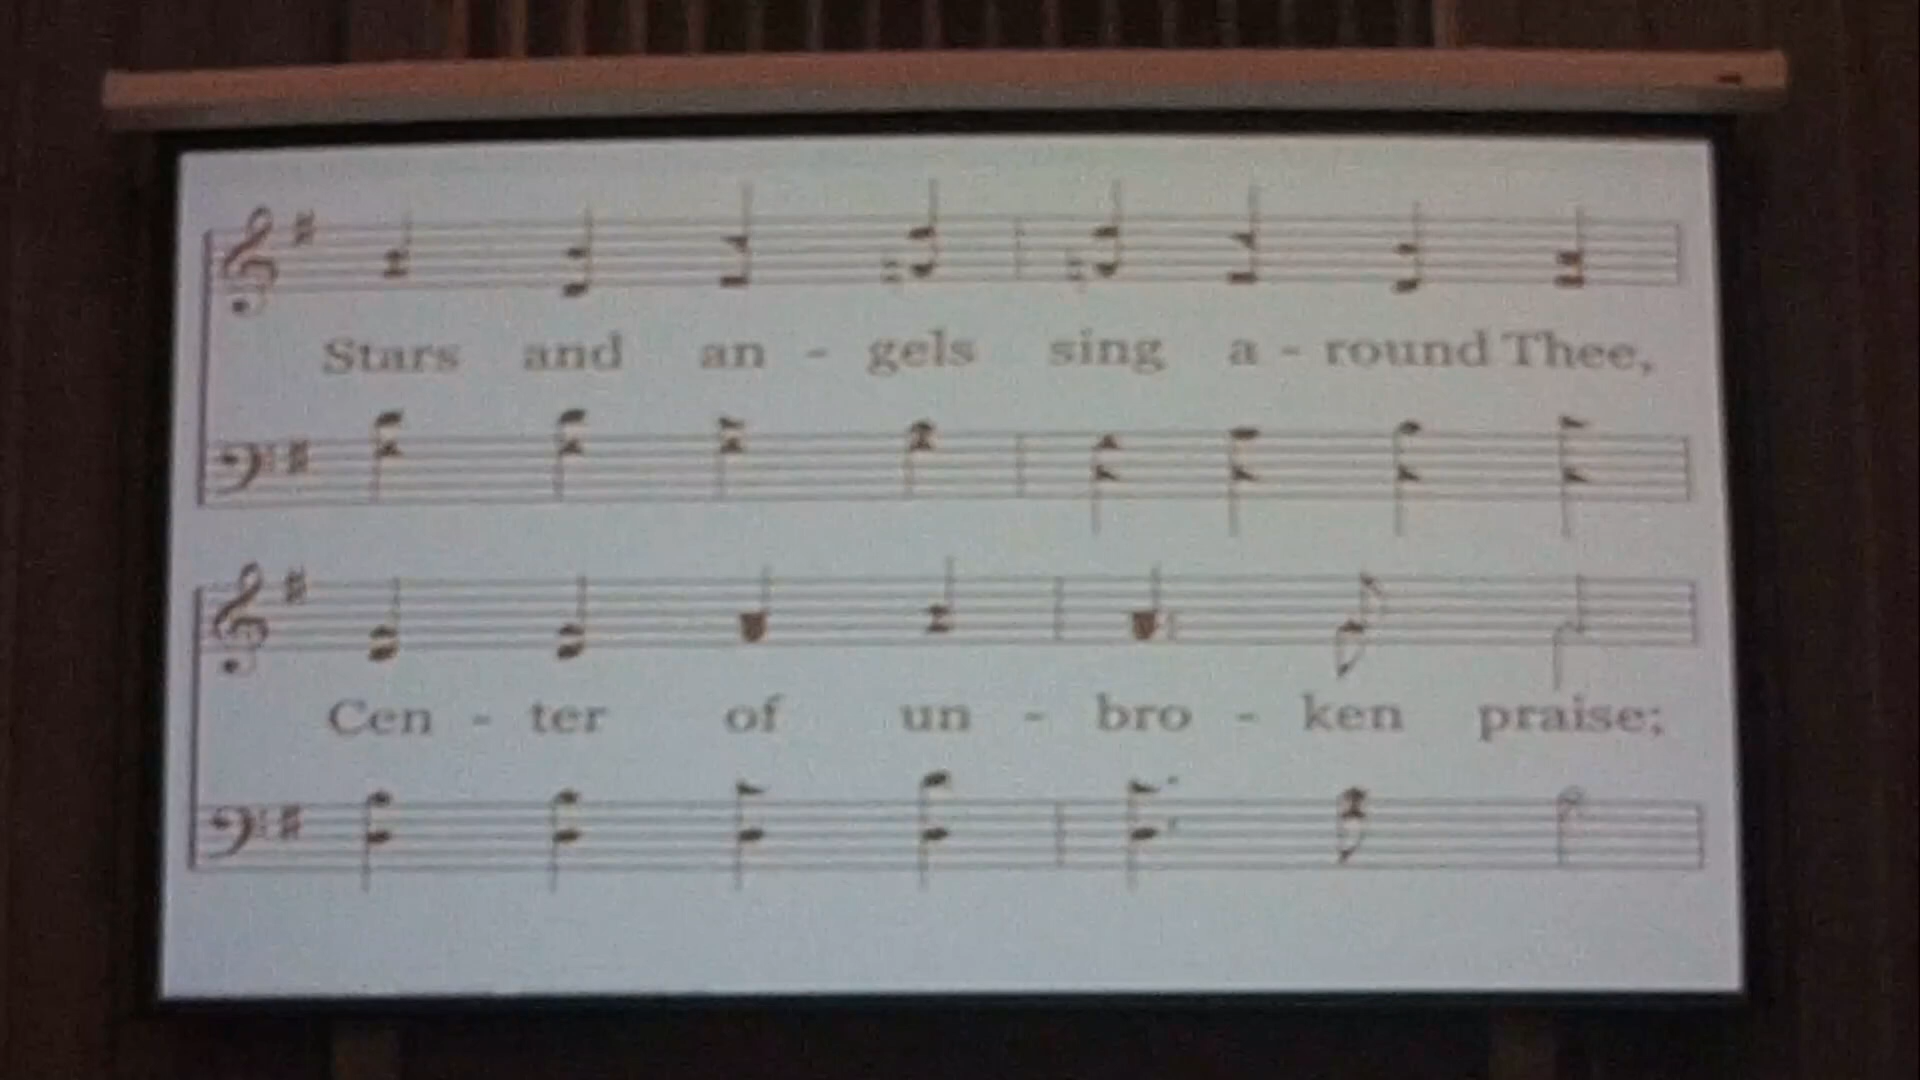 Stars and an - gels sing a - round Thee,
Cen - ter of un - bro - ken praise;